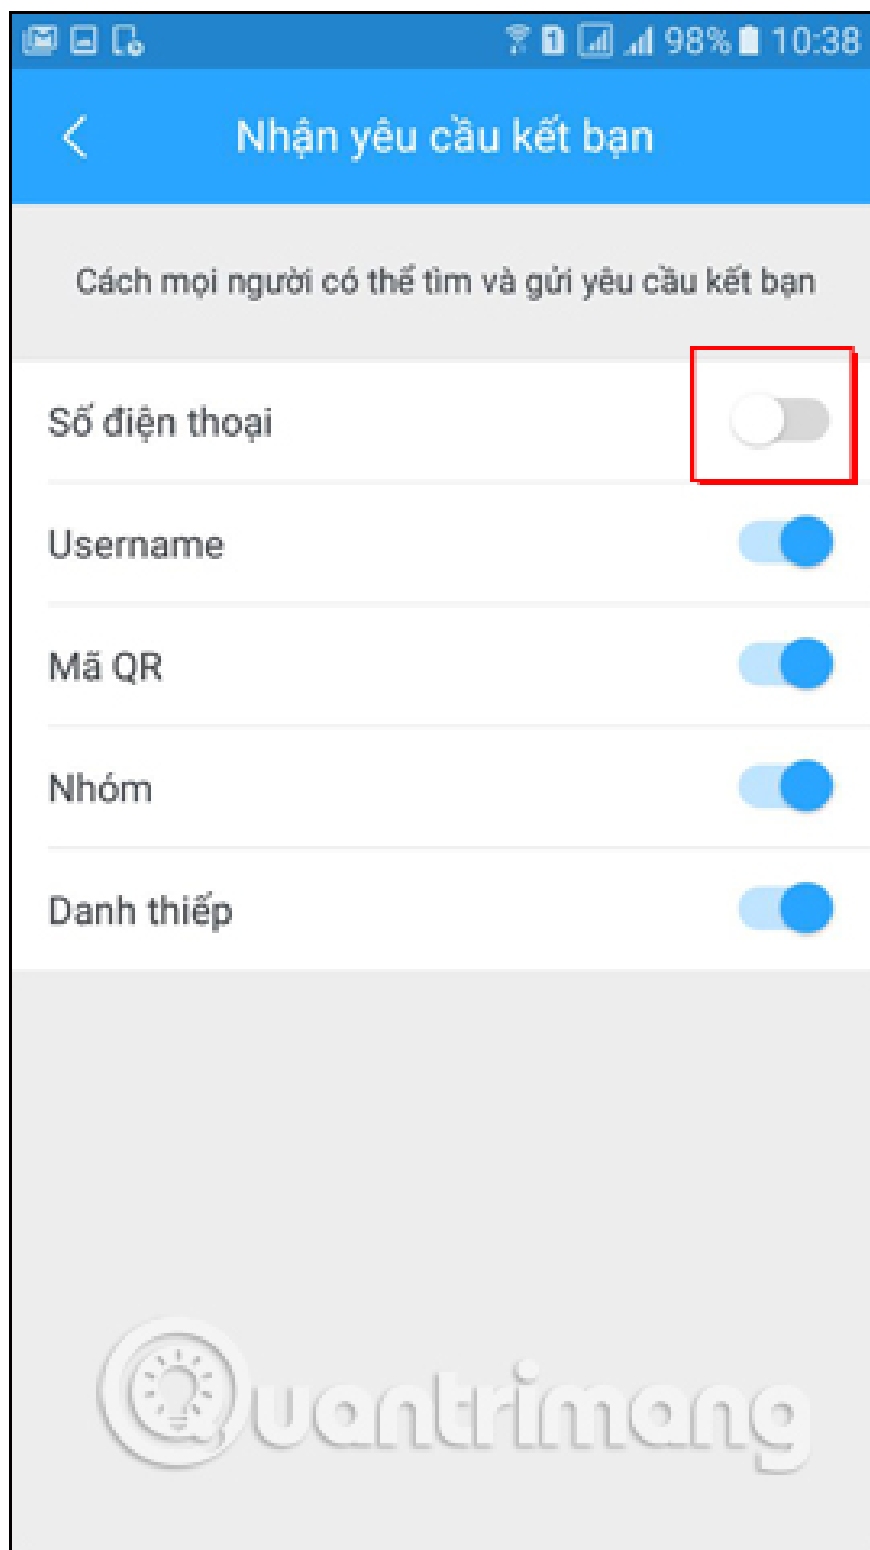 1 98% 10:38
Nhận yêu cầu kết bạn
Cách mọi người có thể tìm và gửi yêu cầu kết bạn
Số điện thoại
Username
Mã QR
Nhóm
Danh thiếp
Quantrimang